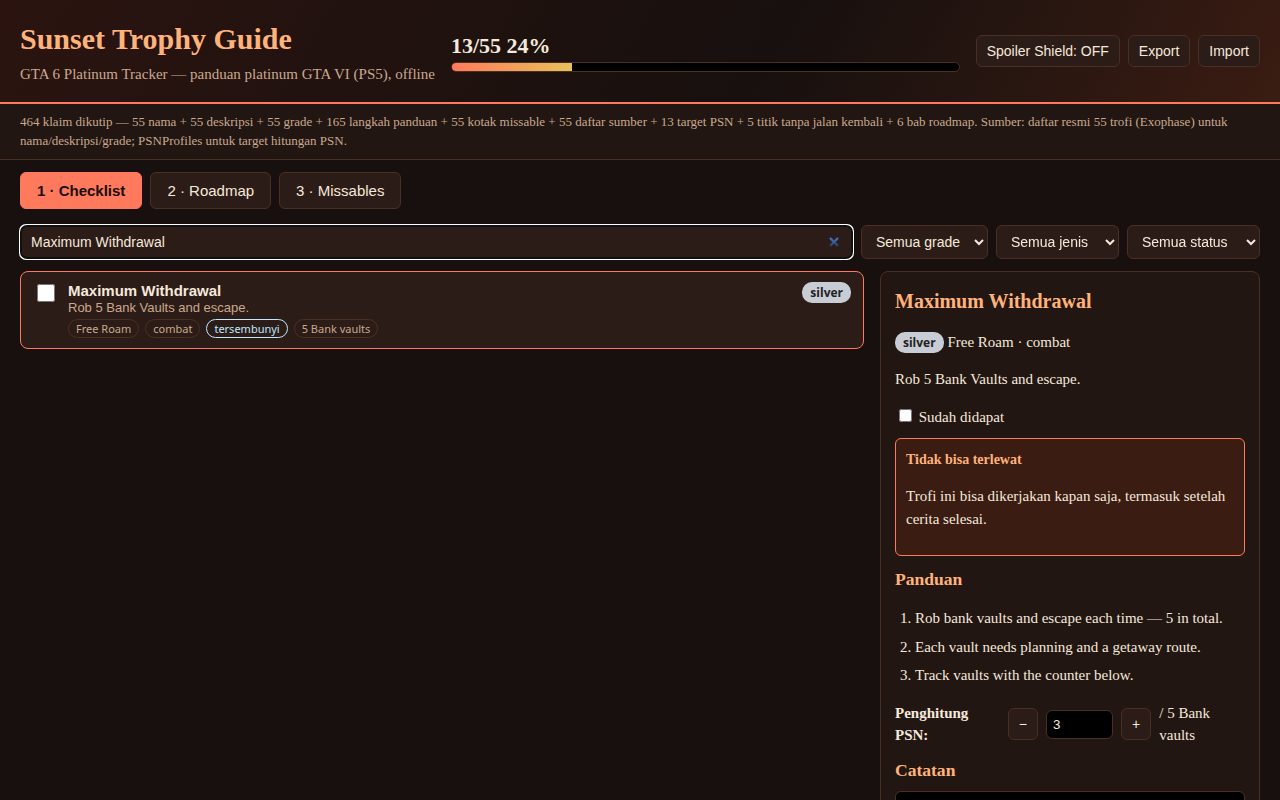 Sunset Trophy Guide
GTA 6 Platinum Tracker — panduan platinum GTA VI (PS5), offline
13/55 24%
Spoiler Shield: OFF
Export
Import
464 klaim dikutip — 55 nama + 55 deskripsi + 55 grade + 165 langkah panduan + 55 kotak missable + 55 daftar sumber + 13 target PSN + 5 titik tanpa jalan kembali + 6 bab roadmap. Sumber: daftar resmi 55 trofi (Exophase) untuk
nama/deskripsi/grade; PSNProfiles untuk target hitungan PSN.
1 · Checklist
2 · Roadmap
3 · Missables
Maximum Withdrawal
Semua grade
Semua jenis
Semua status
Maximum Withdrawal
silver
Rob 5 Bank Vaults and escape.
Free Roam
combat
tersembunyi
5 Bank vaults
Maximum Withdrawal
silver Free Roam · combat
Rob 5 Bank Vaults and escape.
Sudah didapat
Tidak bisa terlewat
Trofi ini bisa dikerjakan kapan saja, termasuk setelah
cerita selesai.
Panduan
1. Rob bank vaults and escape each time — 5 in total.
2. Each vault needs planning and a getaway route.
3. Track vaults with the counter below.
Penghitung
PSN:
−
3
+
/ 5 Bank
vaults
Catatan